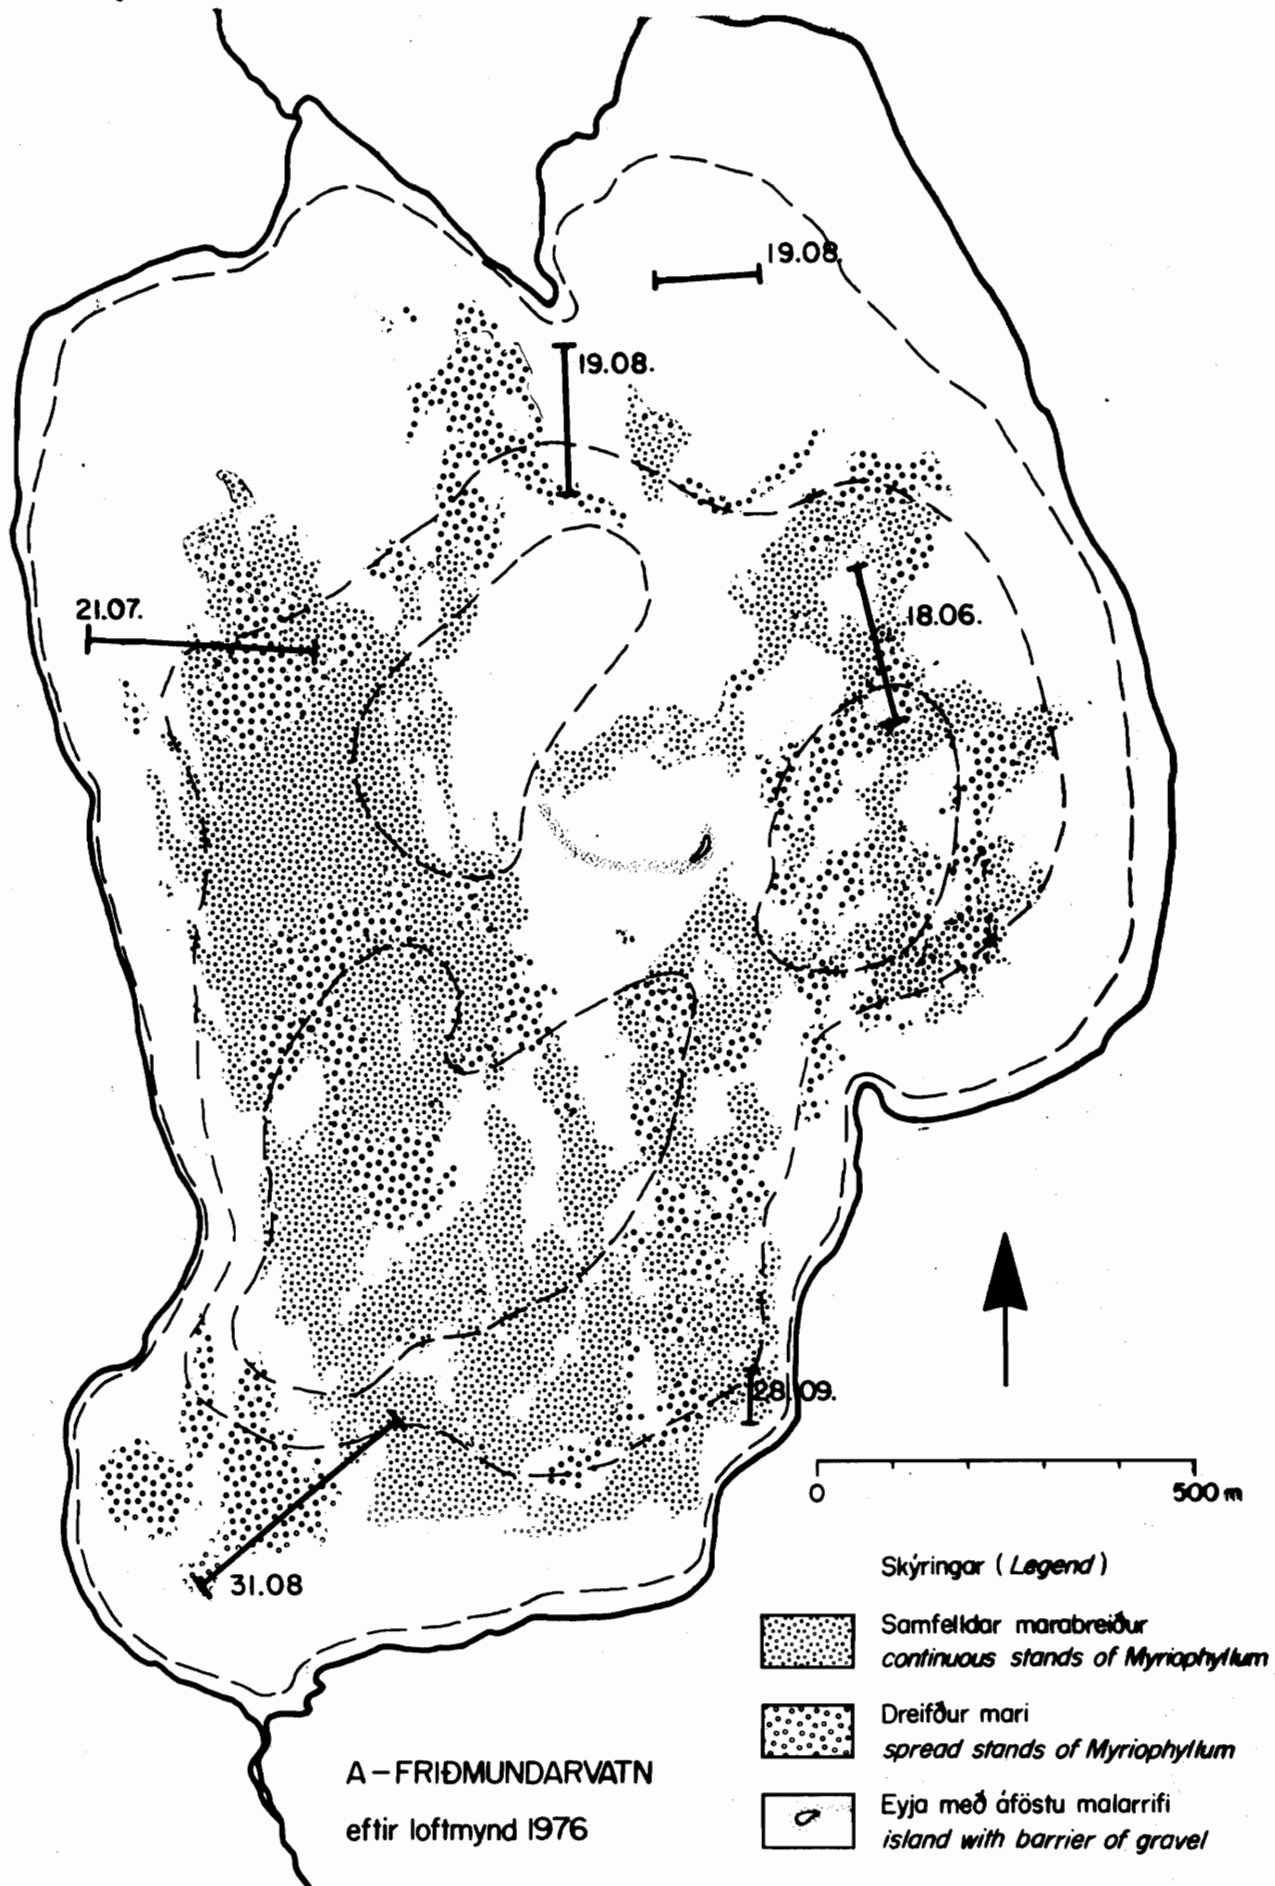 19.08.
19.08.
21.07.
18.06.
28.09.
31.08
0 500 m
Skýringar (Legend)
Samfelldar marabreiður
continuous stands of Myriophyllum
Dreifður mari
spread stands of Myriophyllum
Eyja með áföstu malarrifi
island with barrier of gravel
A-FRIÐMUNDARVATN
eftir loftmynd 1976